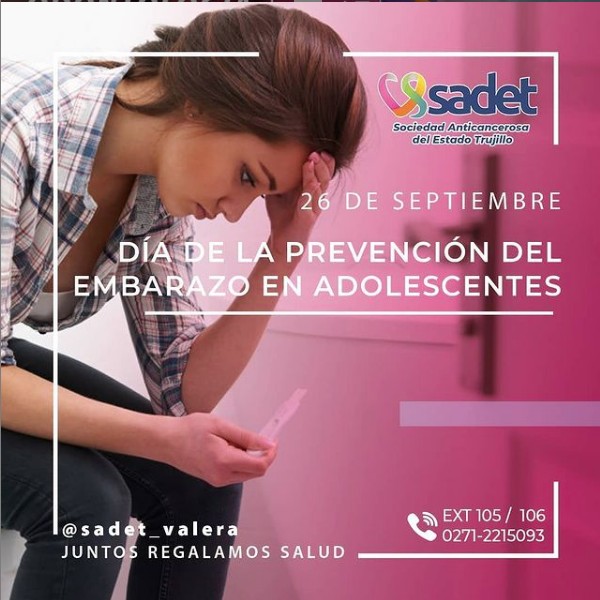 sadet
Sociedad Anticancerosa
del Estado Trujillo
26 DE SEPTIEMBRE
DÍA DE LA PREVENCIÓN DEL
EMBARAZO EN ADOLESCENTES
@sadet_valera
JUNTOS REGALAMOS SALUD
EXT 105 / 106
0271-2215093